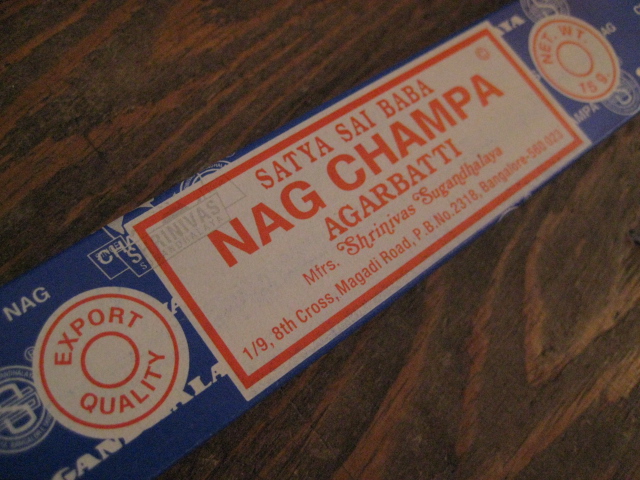 SATYA SAI BABA
NAG CHAMPA
AGARBATTI
Mfrs. Shrinivas Sugandhalaya
1/9, 8th Cross, Magadi Road, P.B.No.2318, Bangalore-560 023
©
NET. WT.
15 G.
EXPORT
QUALITY
NAG
CHA